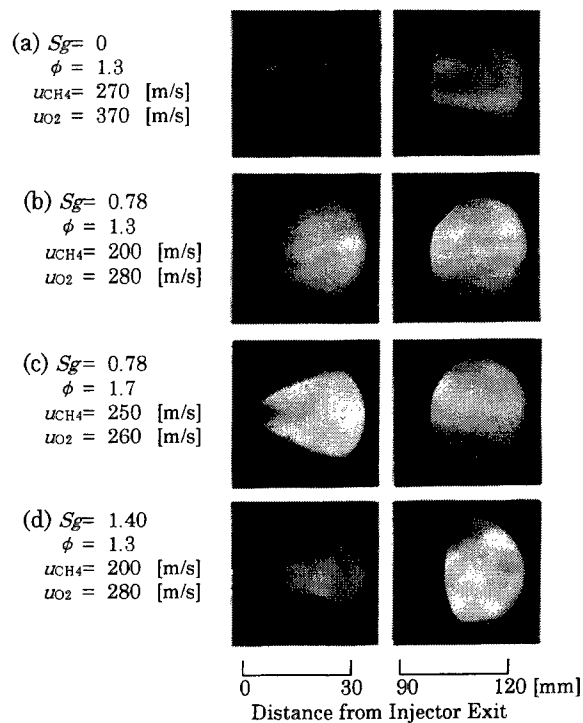 (a) Sg= 0
ϕ = 1.3
uCH4= 270 [m/s]
uO2 = 370 [m/s]
(b) Sg= 0.78
ϕ = 1.3
uCH4= 200 [m/s]
uO2 = 280 [m/s]
(c) Sg= 0.78
ϕ = 1.7
uCH4= 250 [m/s]
uO2 = 260 [m/s]
(d) Sg= 1.40
ϕ = 1.3
uCH4= 200 [m/s]
uO2 = 280 [m/s]
0 30 90 120 [mm]
Distance from Injector Exit